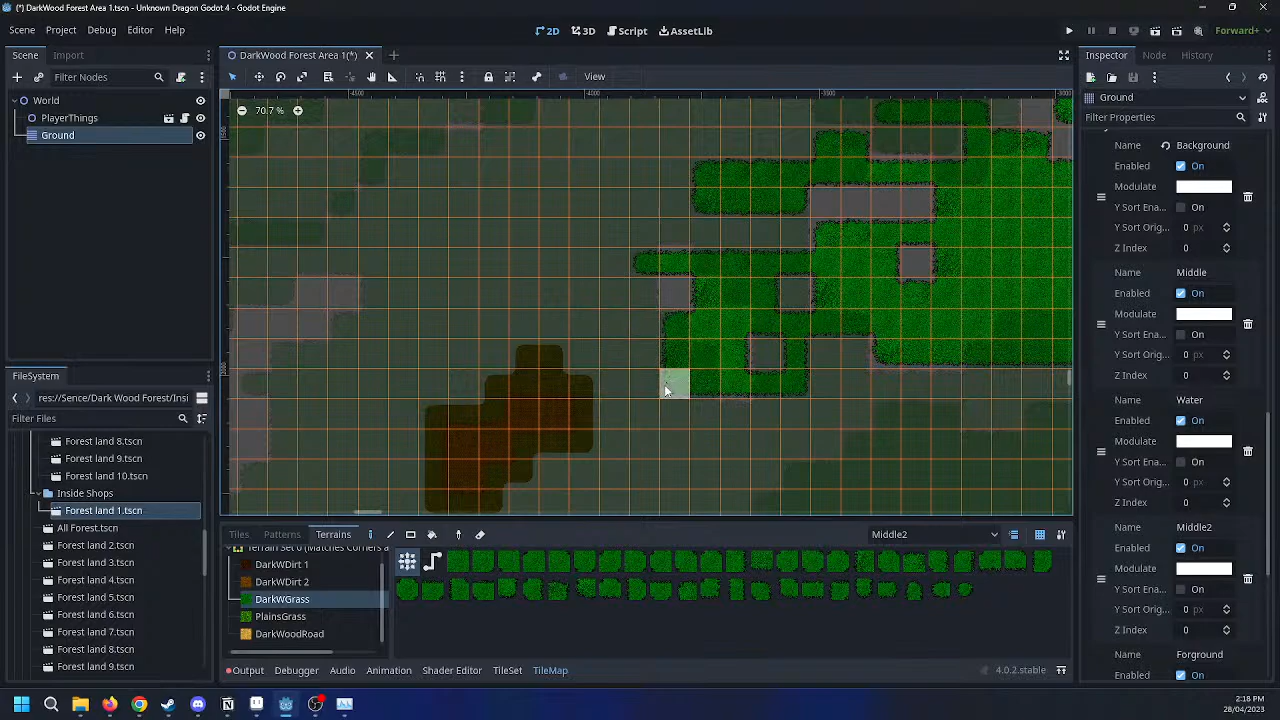 (*) DarkWood Forest Area 1.tscn - Unknown Dragon Godot 4 - Godot Engine
Scene Project Debug Editor Help
2D 3D Script AssetLib
Forward+
Scene Import
DarkWood Forest Area 1(*)
Inspector Node History
Filter Nodes
View
World
PlayerThings
Ground
70.7 %
-4500 -4000 -3500 -3000
Ground
Filter Properties
Name Background
Enabled On
Modulate
Y Sort Ena... On
Y Sort Orig... 0 px
Z Index 0
Name Middle
Enabled On
Modulate
Y Sort Ena... On
Y Sort Orig... 0 px
Z Index 0
Name Water
Enabled On
Modulate
Y Sort Ena... On
Y Sort Orig... 0 px
Z Index 0
Name Middle2
Enabled On
Modulate
Y Sort Ena... On
Y Sort Orig... 0 px
Z Index 0
Name Forground
Enabled On
FileSystem
res://Sence/Dark Wood Forest/Insi
Filter Files
Forest land 8.tscn
Forest land 9.tscn
Forest land 10.tscn
Inside Shops
Forest land 1.tscn
All Forest.tscn
Forest land 2.tscn
Forest land 3.tscn
Forest land 4.tscn
Forest land 5.tscn
Forest land 6.tscn
Forest land 7.tscn
Forest land 8.tscn
Forest land 9.tscn
Tiles Patterns Terrains
Middle2
Terrain Set 0 (Matches Corners a
DarkWDirt 1
DarkWDirt 2
DarkWGrass
PlainsGrass
DarkWoodRoad
Output Debugger Audio Animation Shader Editor TileSet TileMap
4.0.2.stable
2:18 PM
28/04/2023